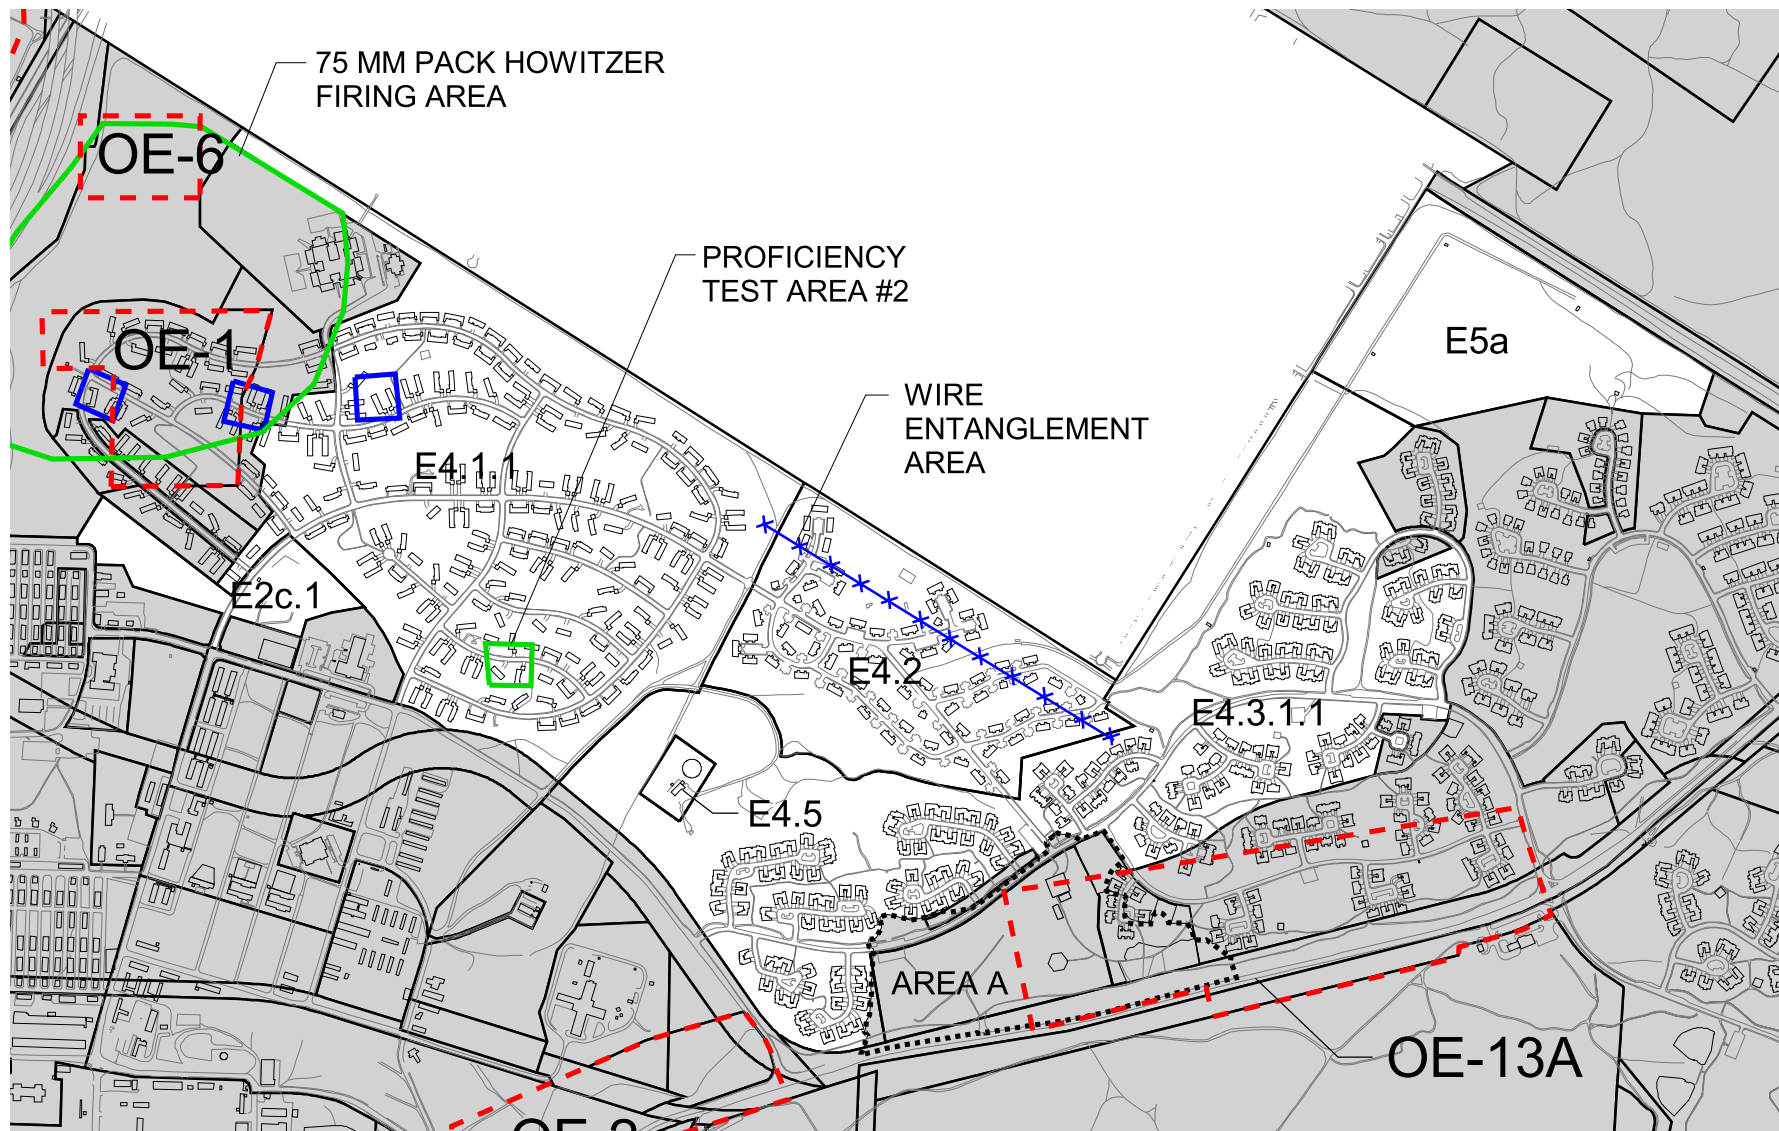 75 MM PACK HOWITZER
FIRING AREA
OE-6
PROFICIENCY
TEST AREA #2
OE-1
E5a
WIRE
ENTANGLEMENT
AREA
E4.1.1
E2c.1
E4.2
E4.3.1.1
E4.5
AREA A
OE-13A